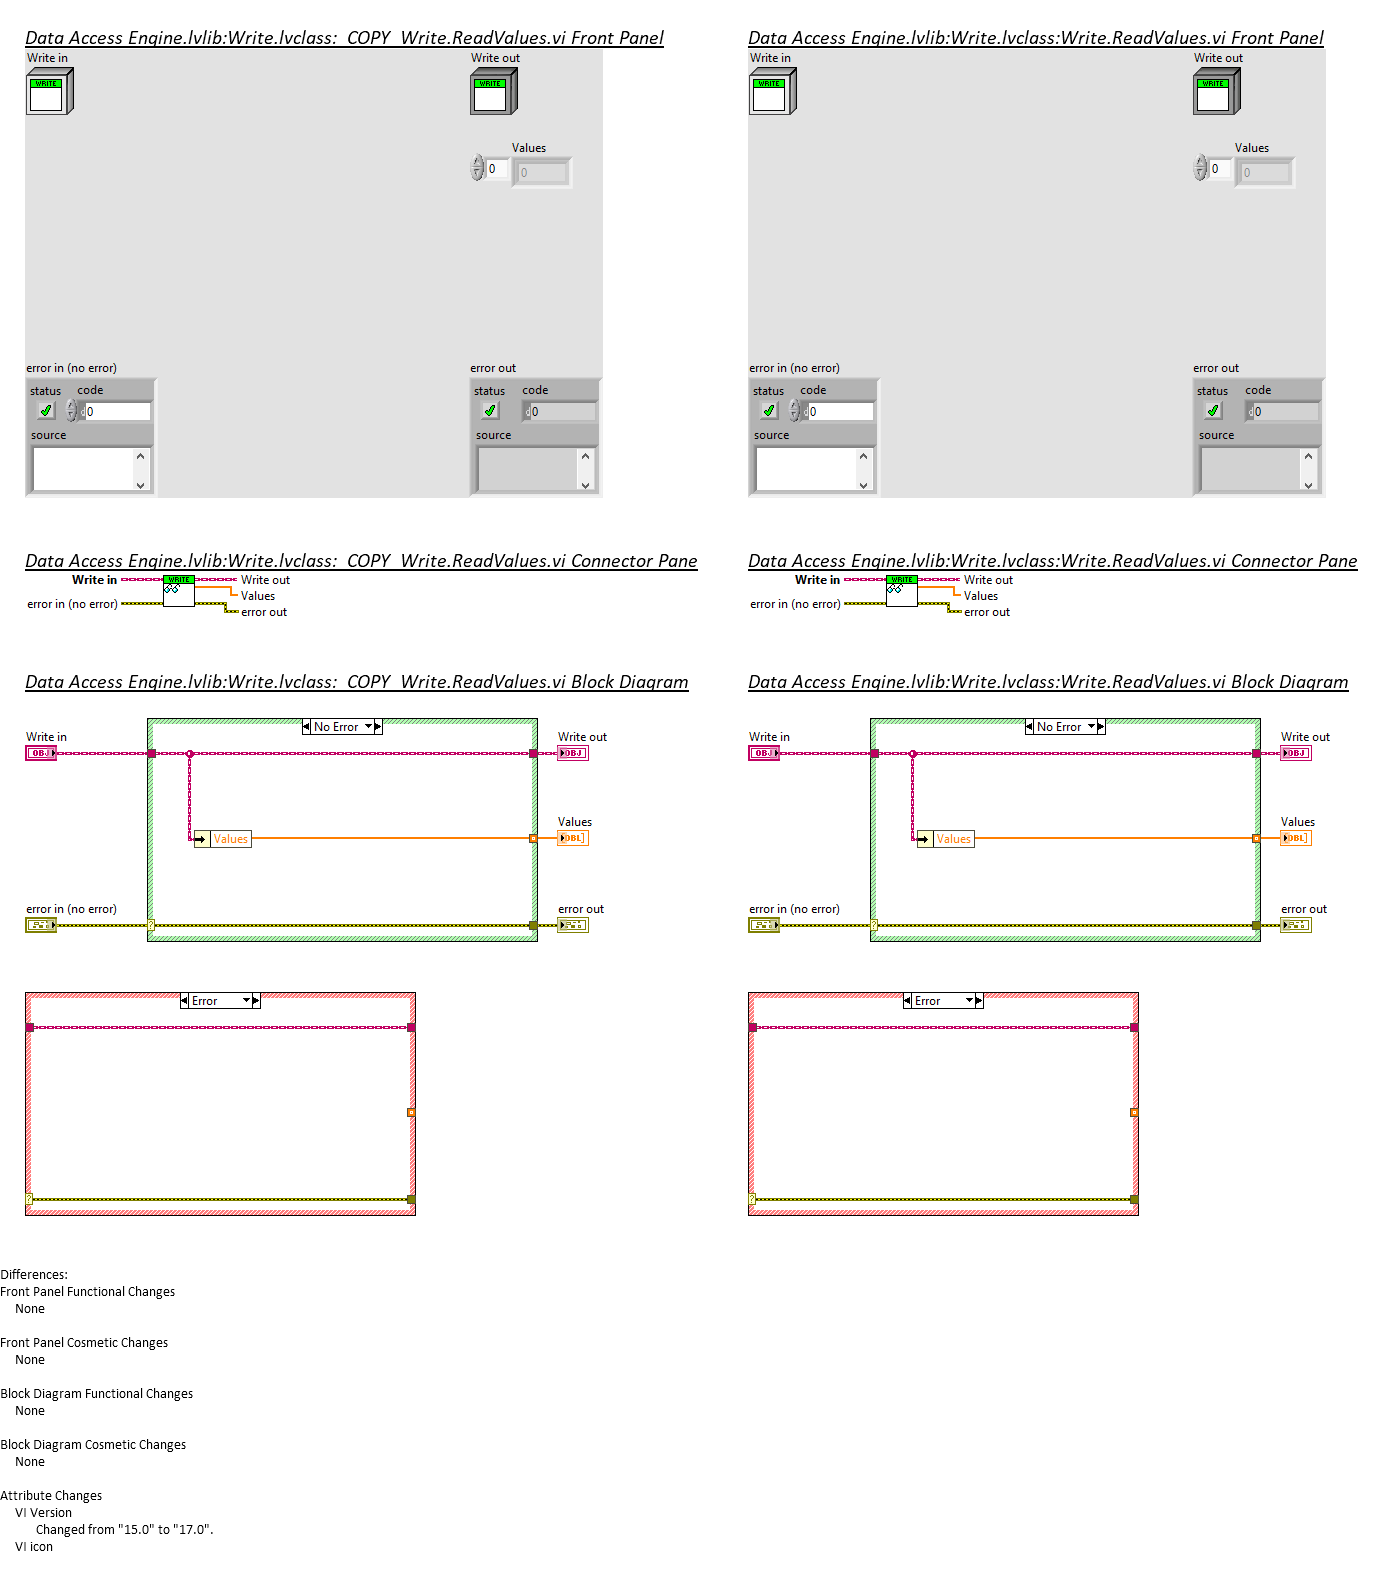 Data Access Engine.lvlib:Write.lvclass:  COPY  Write.ReadValues.vi Front Panel
Write in
WRITE
Write out
WRITE
Values
0
0
error in (no error)
status
code
d
0
source
error out
status
code
d
0
source
Data Access Engine.lvlib:Write.lvclass:Write.ReadValues.vi Front Panel
Write in
WRITE
Write out
WRITE
Values
0
0
error in (no error)
status
code
d
0
source
error out
status
code
d
0
source
Data Access Engine.lvlib:Write.lvclass:  COPY  Write.ReadValues.vi Connector Pane
Write in
WRITE
Write out
Values
error in (no error)
error out
Data Access Engine.lvlib:Write.lvclass:Write.ReadValues.vi Connector Pane
Write in
WRITE
Write out
Values
error in (no error)
error out
Data Access Engine.lvlib:Write.lvclass:  COPY  Write.ReadValues.vi Block Diagram
No Error
Write in
OBJ
Write out
OBJ
Values
Values
DBL
error in (no error)
?
error out
Error
?
Data Access Engine.lvlib:Write.lvclass:Write.ReadValues.vi Block Diagram
No Error
Write in
OBJ
Write out
OBJ
Values
Values
DBL
error in (no error)
?
error out
Error
?
Differences:
Front Panel Functional Changes
None
Front Panel Cosmetic Changes
None
Block Diagram Functional Changes
None
Block Diagram Cosmetic Changes
None
Attribute Changes
VI Version
Changed from "15.0" to "17.0".
VI icon